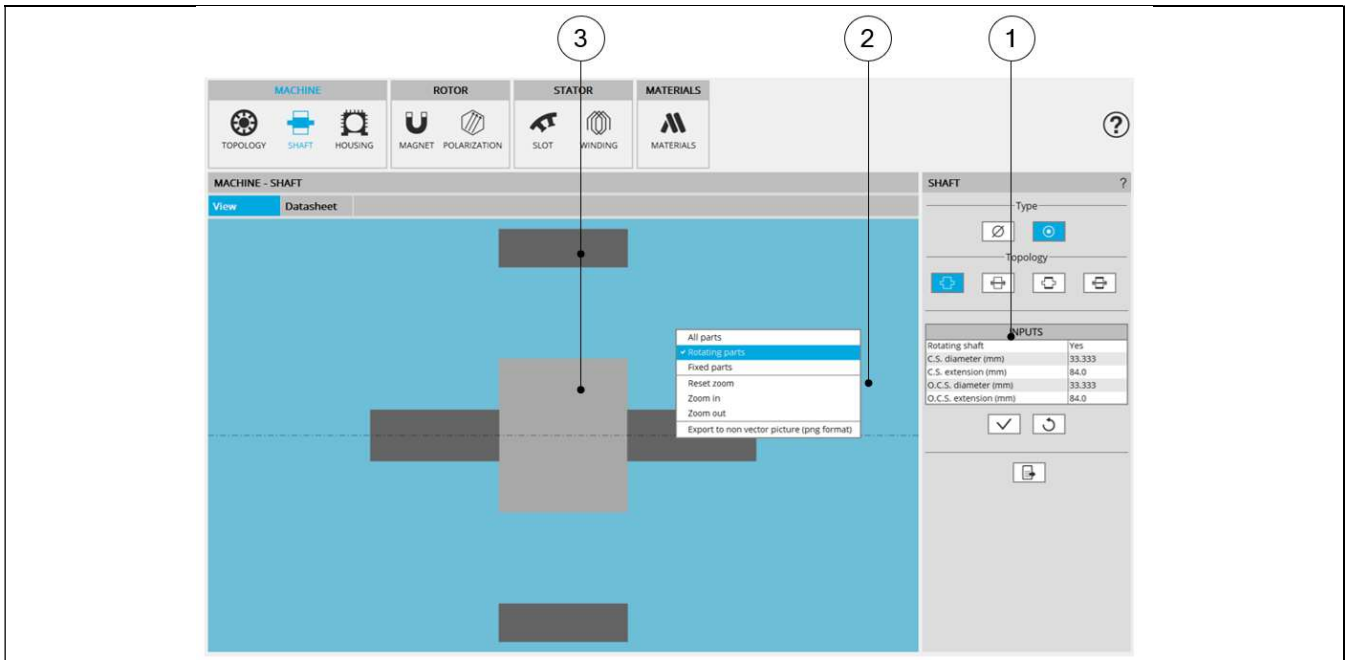 3
2
1
MACHINE
ROTOR
STATOR
MATERIALS
TOPOLOGY
SHAFT
HOUSING
MAGNET
POLARIZATION
SLOT
WINDING
MATERIALS
?
MACHINE - SHAFT
View
Datasheet
All parts
Rotating parts
Fixed parts
Reset zoom
Zoom in
Zoom out
Export to non vector picture (png format)
SHAFT
?
Type
Topology
INPUTS
Rotating shaft Yes
C.S. diameter (mm) 33.333
C.S. extension (mm) 84.0
O.C.S. diameter (mm) 33.333
O.C.S. extension (mm) 84.0